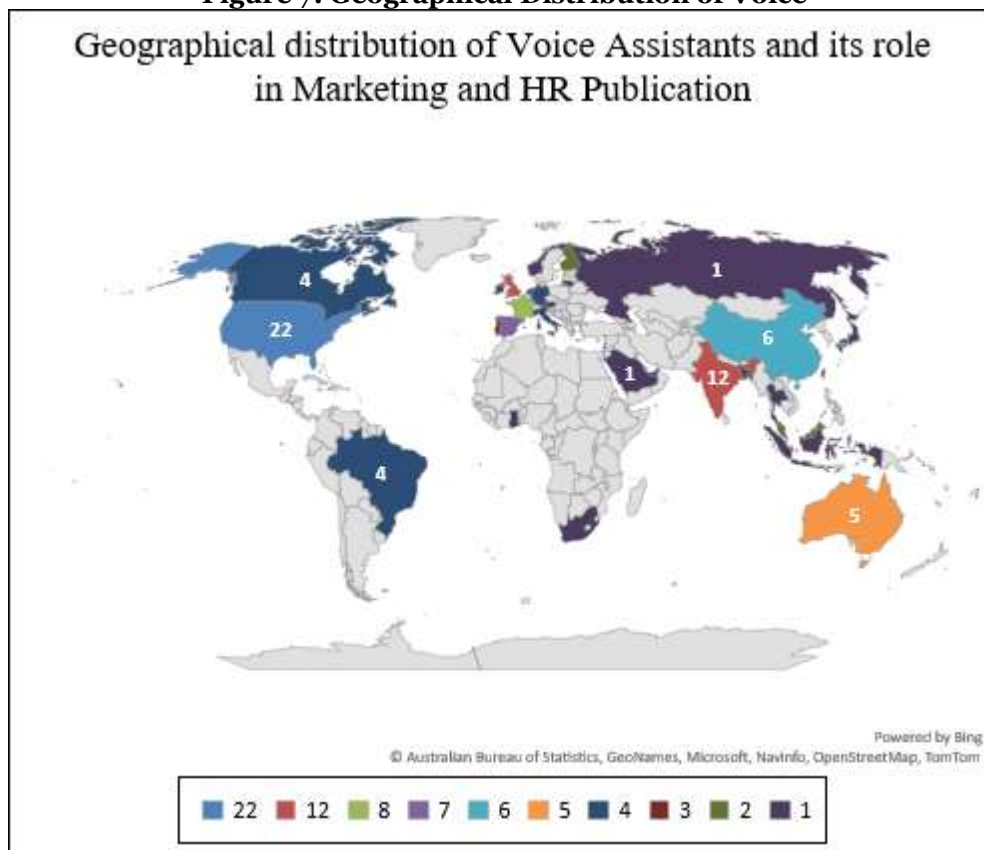 Figure 7. Geographical Distribution of Voice
Geographical distribution of Voice Assistants and its role
in Marketing and HR Publication
4
1
22
6
1
12
4
5
Powered by Bing
© Australian Bureau of Statistics, GeoNames, Microsoft, Navinfo, OpenStreetMap, TomTom
22 12 8 7 6 5 4 3 2 1